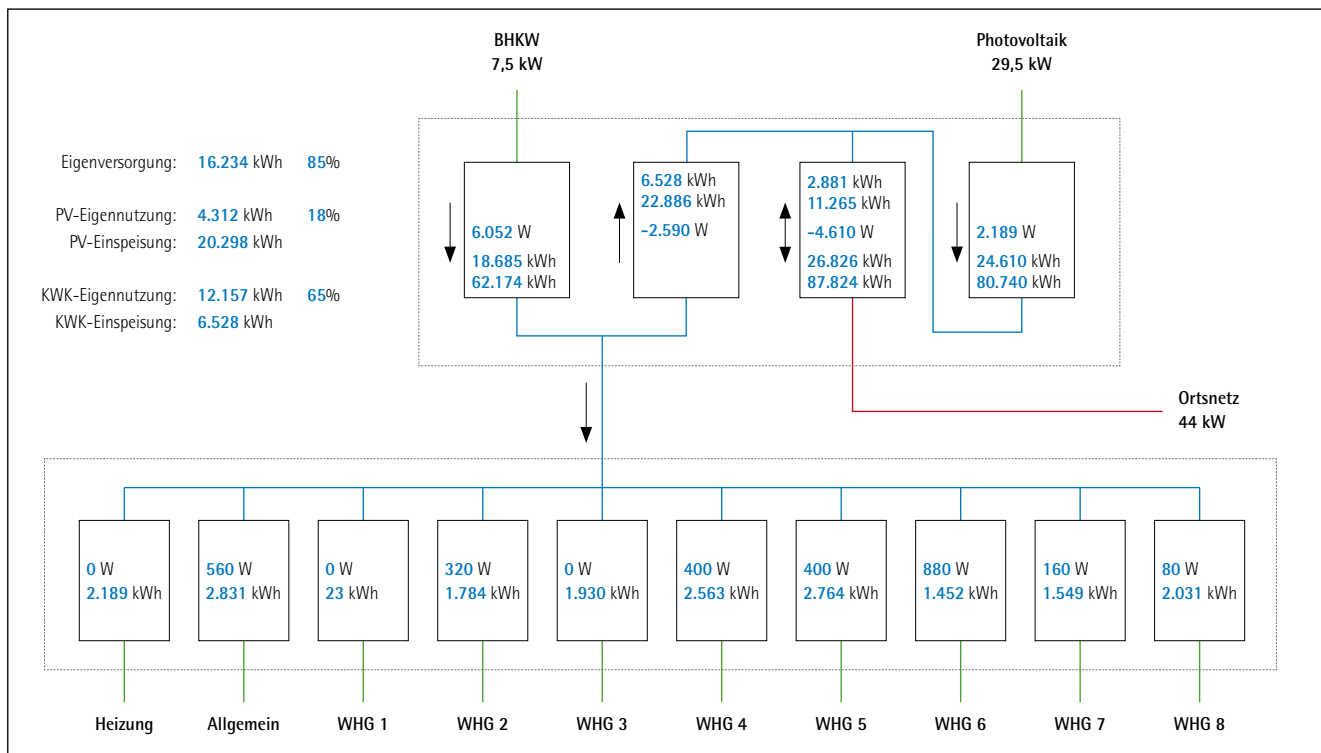 BHKW
7,5 kW
Photovoltaik
29,5 kW
Eigenversorgung: 16.234 kWh 85%
PV-Eigennutzung: 4.312 kWh 18%
PV-Einspeisung: 20.298 kWh
KWK-Eigennutzung: 12.157 kWh 65%
KWK-Einspeisung: 6.528 kWh
6.052 W
18.685 kWh
62.174 kWh
6.528 kWh
22.886 kWh
-2.590 W
2.881 kWh
11.265 kWh
-4.610 W
26.826 kWh
87.824 kWh
2.189 W
24.610 kWh
80.740 kWh
Ortsnetz
44 kW
0 W
2.189 kWh
560 W
2.831 kWh
0 W
23 kWh
320 W
1.784 kWh
0 W
1.930 kWh
400 W
2.563 kWh
400 W
2.764 kWh
880 W
1.452 kWh
160 W
1.549 kWh
80 W
2.031 kWh
Heizung
Allgemein
WHG 1
WHG 2
WHG 3
WHG 4
WHG 5
WHG 6
WHG 7
WHG 8